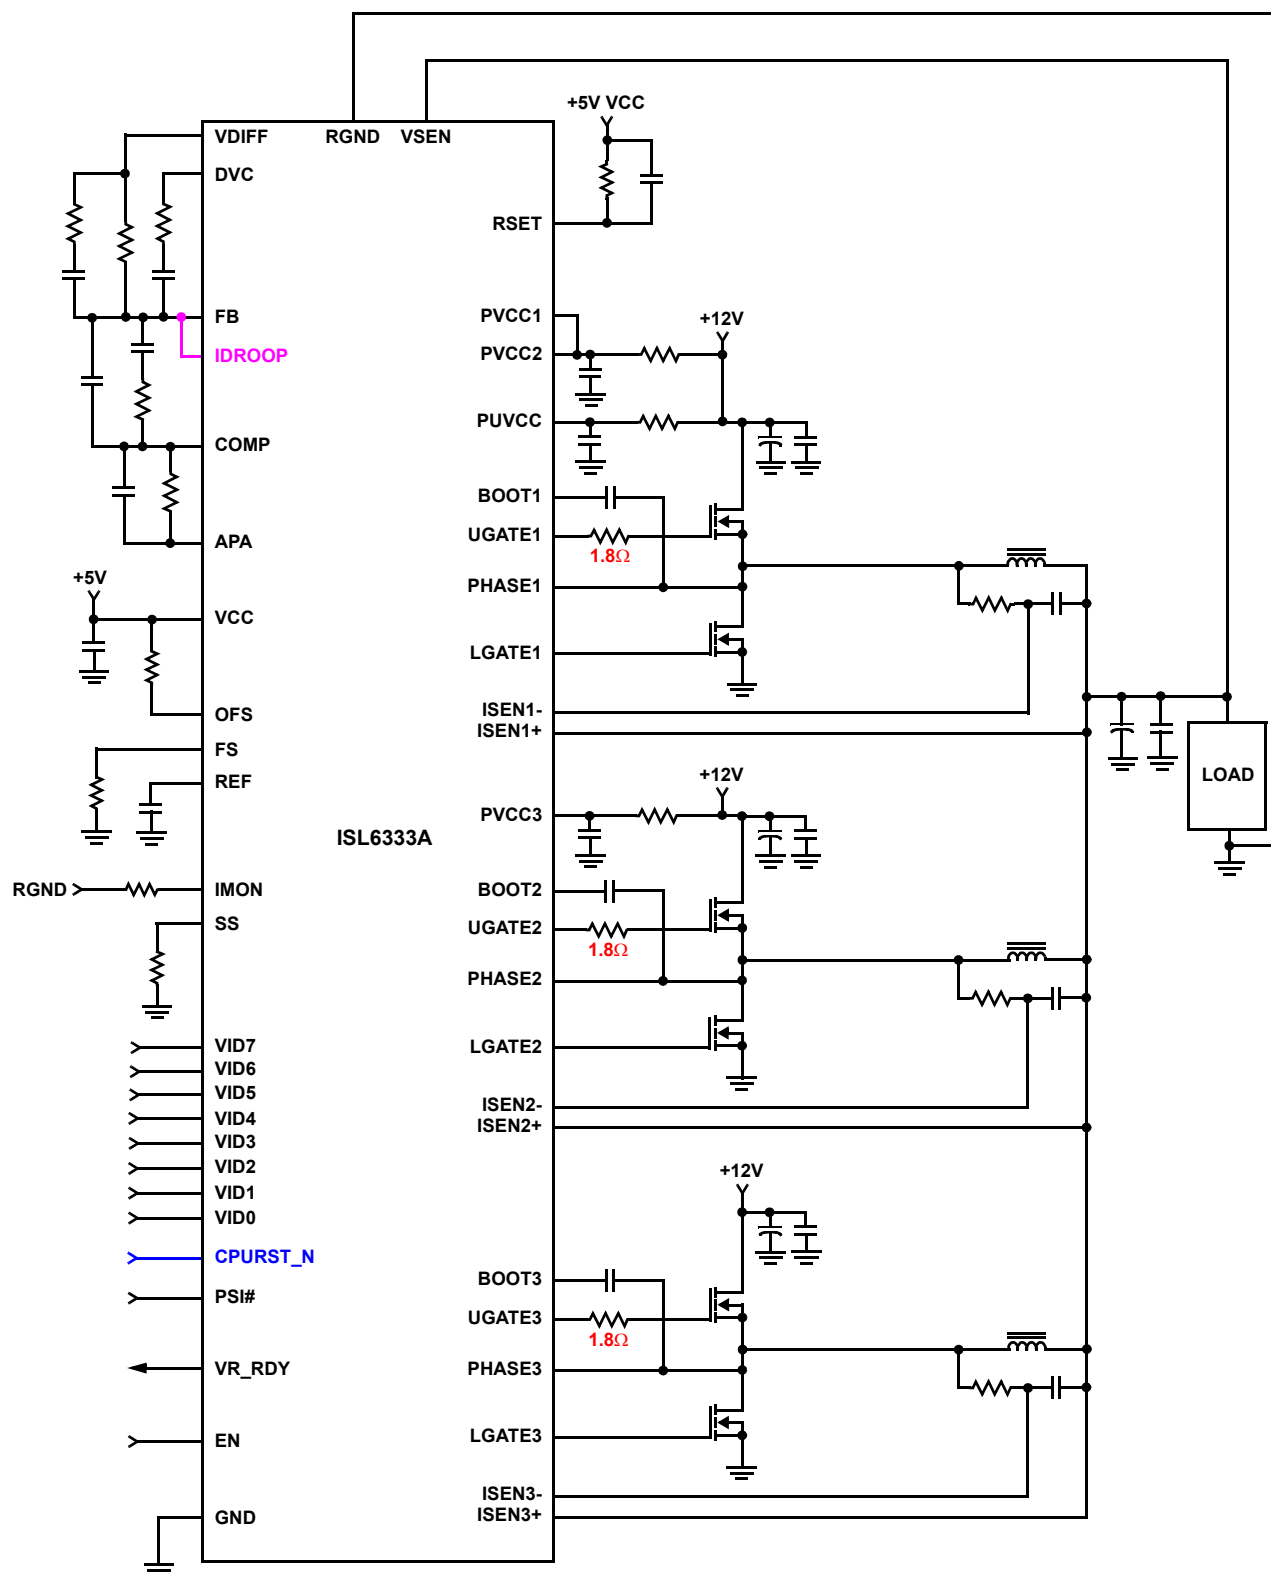 +5V VCC
VDIFF
RGND
VSEN
DVC
RSET
FB
IDROOP
PVCC1
PVCC2
+12V
PUVCC
COMP
BOOT1
UGATE1
1.8Ω
APA
PHASE1
+5V
VCC
LGATE1
OFS
ISEN1-
ISEN1+
FS
REF
+12V
LOAD
PVCC3
ISL6333A
RGND
IMON
BOOT2
SS
UGATE2
1.8Ω
PHASE2
VID7
LGATE2
VID6
VID5
ISEN2-
VID4
ISEN2+
VID3
VID2
+12V
VID1
VID0
CPURST_N
BOOT3
PSI#
UGATE3
1.8Ω
VR_RDY
PHASE3
EN
LGATE3
ISEN3-
GND
ISEN3+